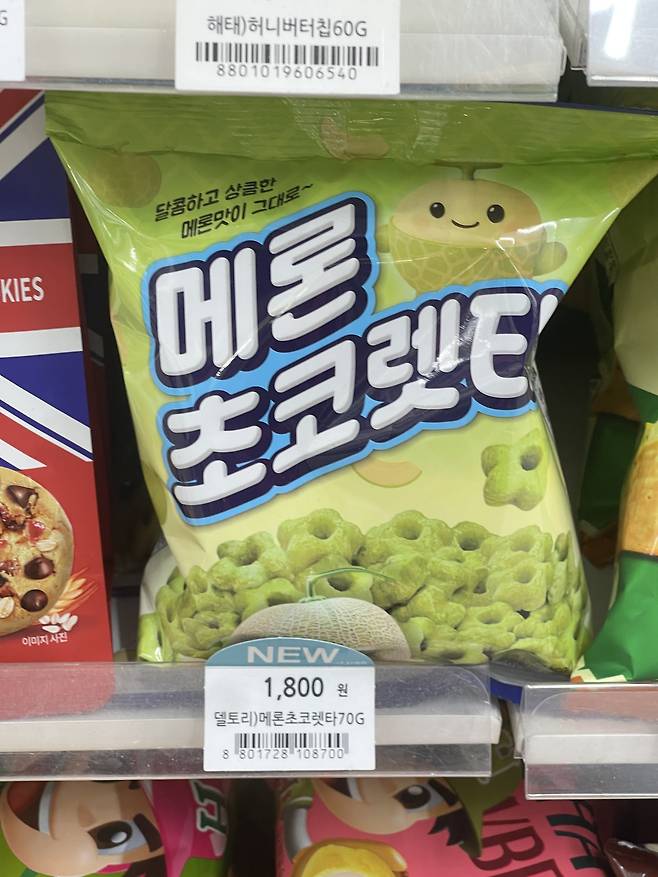 G
해태)허니버터칩60G
8801019606540
달콤하고 상큼한
메론맛이 그대로~
메론
초코렛타
KIES
이미지 사진
NEW
1,800 원
델토리)메론초코렛타70G
8 801728 108700